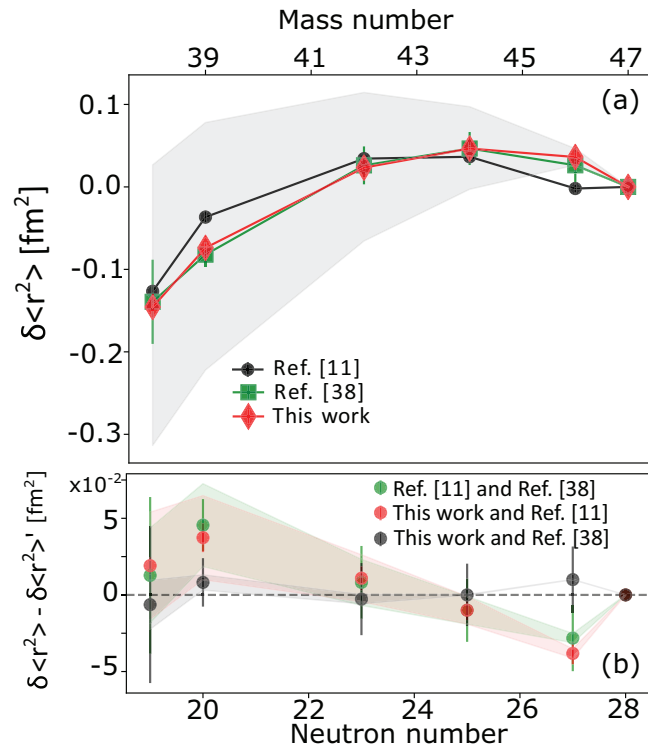 Mass number
39 41 43 45 47
(a)
0.1
0.0
-0.1
-0.2
-0.3
δ<r²> [fm²]
Ref. [11]
Ref. [38]
This work
x10⁻²
5
0
-5
δ<r²> - δ<r²>' [fm²]
Ref. [11] and Ref. [38]
This work and Ref. [11]
This work and Ref. [38]
(b)
20 22 24 26 28
Neutron number